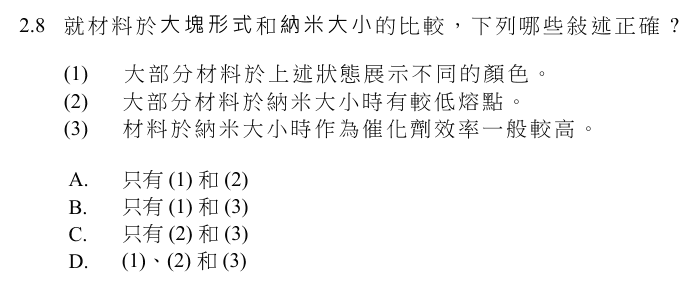 2.8 就材料於大塊形式和納米大小的比較，下列哪些敍述正確？
(1) 大部分材料於上述狀態展示不同的顏色。
(2) 大部分材料於納米大小時有較低熔點。
(3) 材料於納米大小時作為催化劑效率一般較高。
A. 只有 (1) 和 (2)
B. 只有 (1) 和 (3)
C. 只有 (2) 和 (3)
D. (1)、(2) 和 (3)